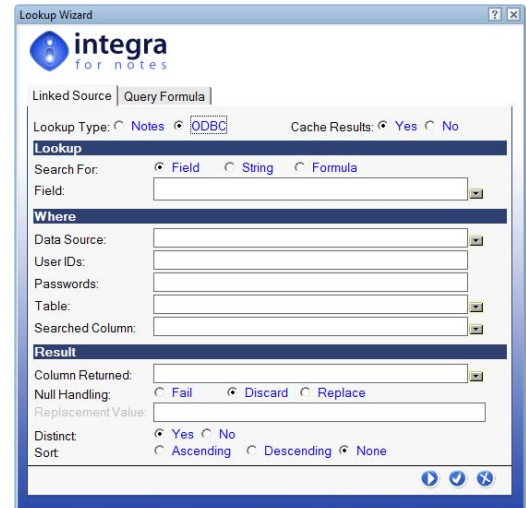 Lookup Wizard
integra
for notes
Linked Source Query Formula
Lookup Type: Notes ODBC Cache Results: Yes No
Lookup
Search For: Field String Formula
Field:
Where
Data Source:
User IDs:
Passwords:
Table:
Searched Column:
Result
Column Returned:
Null Handling: Fail Discard Replace
Replacement Value:
Distinct: Yes No
Sort: Ascending Descending None